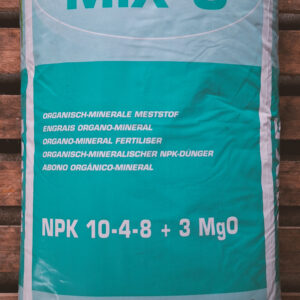 ORGANISCH-MINERALE MESTSTOF
ENGRAIS ORGANO-MINERAL
ORGANO-MINERAL FERTILISER
ORGANISCH-MINERALISCHER NPK-DÜNGER
ABONO ORGÁNICO-MINERAL
NPK 10-4-8 + 3 MgO